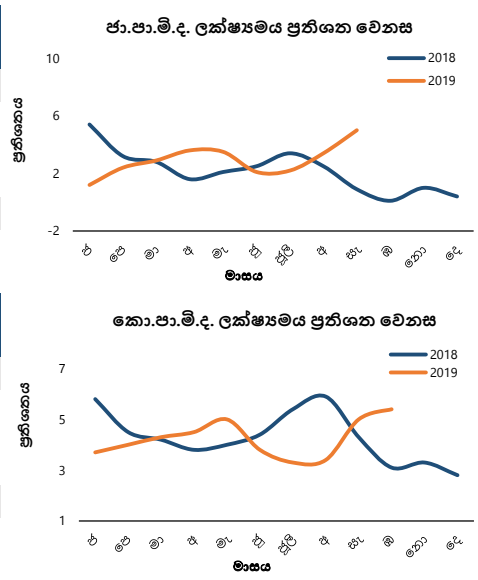 ජා.පා.මි.ද. ලක්ෂ්‍යමය ප්‍රතිශත වෙනස
10
6
2
-2
ප්‍රතිශතය
2018
2019
ජ පෙ මා අ මැ ජූ ජූලි අ සැ ඔ නො දෙ
මාසය
කො.පා.මි.ද. ලක්ෂ්‍යමය ප්‍රතිශත වෙනස
7
5
3
1
ප්‍රතිශතය
2018
2019
ජ පෙ මා අ මැ ජූ ජූලි අ සැ ඔ නො දෙ
මාසය